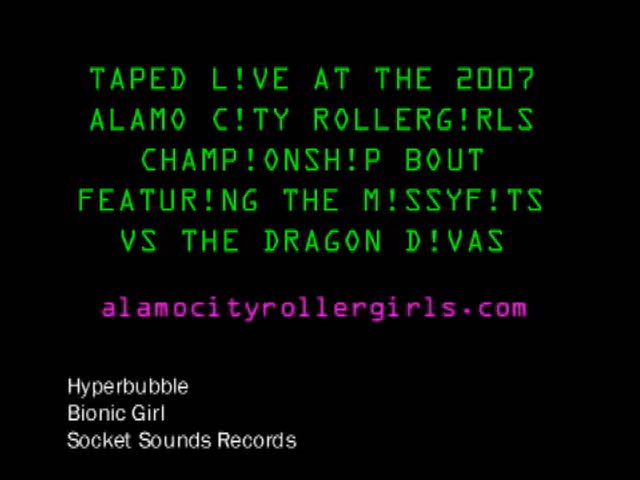 TAPED L!VE AT THE 2007
ALAMO C!TY ROLLERG!RLS
CHAMP!ONSH!P BOUT
FEATUR!NG THE M!SSYF!TS
VS THE DRAGON D!VAS
alamocityrollergirls.com
Hyperbubble
Bionic Girl
Socket Sounds Records